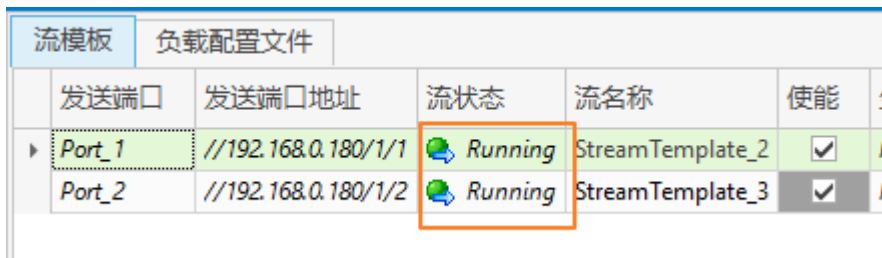 流模板 负载配置文件
发送端口 发送端口地址 流状态 流名称 使能
Port_1 //192.168.0.180/1/1 Running StreamTemplate_2
Port_2 //192.168.0.180/1/2 Running StreamTemplate_3